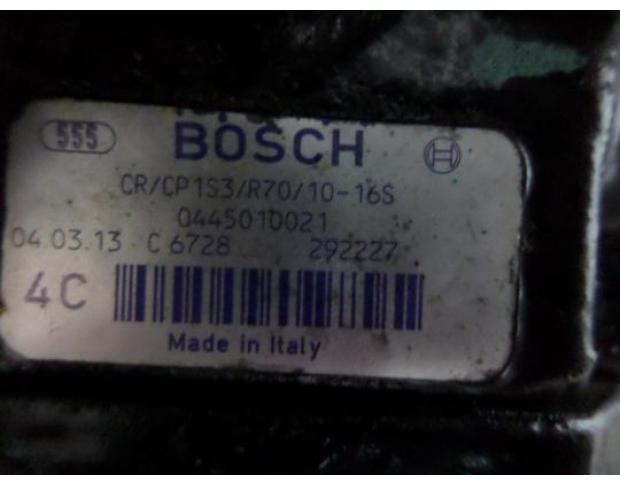 555 BOSCH
CR/CP1S3/R70/10-16S
0445010021
04.03.13 C 6728 292227
4C
Made in Italy